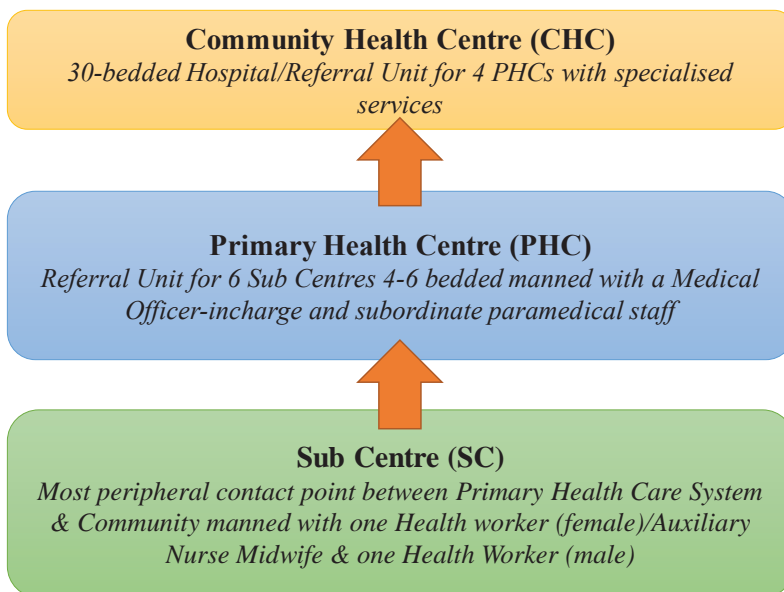 Community Health Centre (CHC)
30-bedded Hospital/Referral Unit for 4 PHCs with specialised
services
Primary Health Centre (PHC)
Referral Unit for 6 Sub Centres 4-6 bedded manned with a Medical
Officer-incharge and subordinate paramedical staff
Sub Centre (SC)
Most peripheral contact point between Primary Health Care System
& Community manned with one Health worker (female)/Auxiliary
Nurse Midwife & one Health Worker (male)